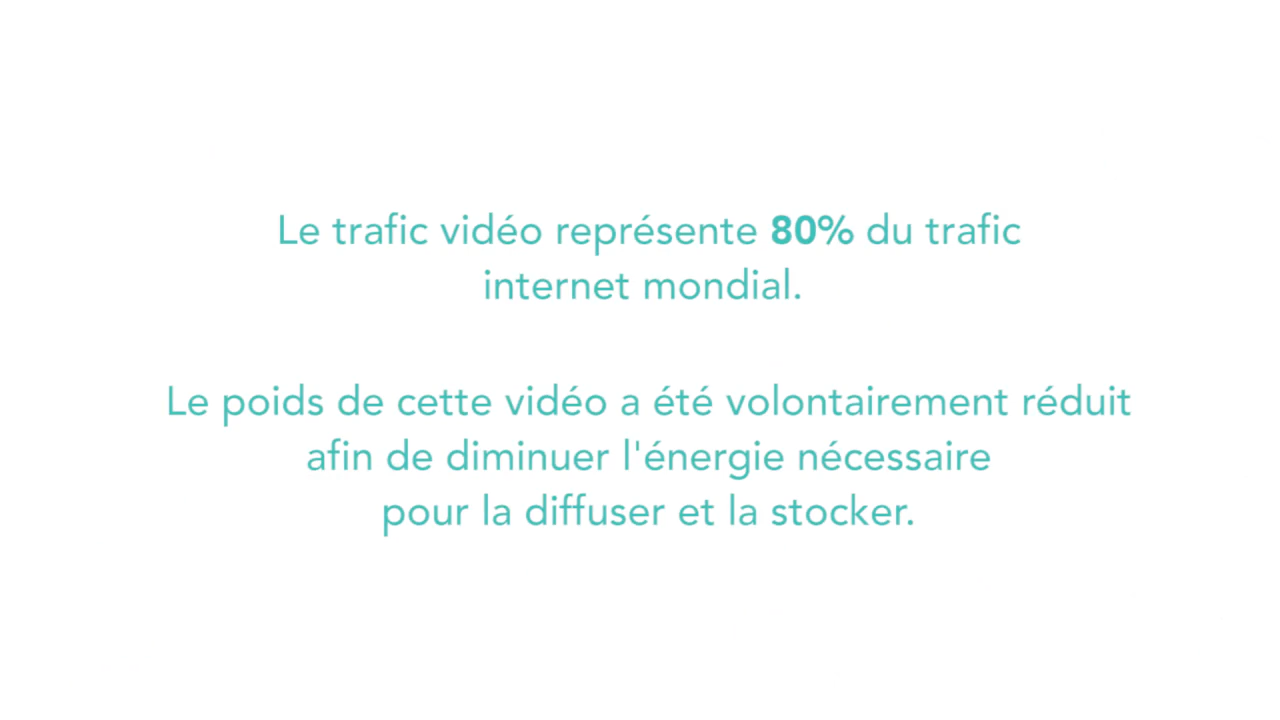 Le trafic vidéo représente 80% du trafic
internet mondial.
Le poids de cette vidéo a été volontairement réduit
afin de diminuer l'énergie nécessaire
pour la diffuser et la stocker.